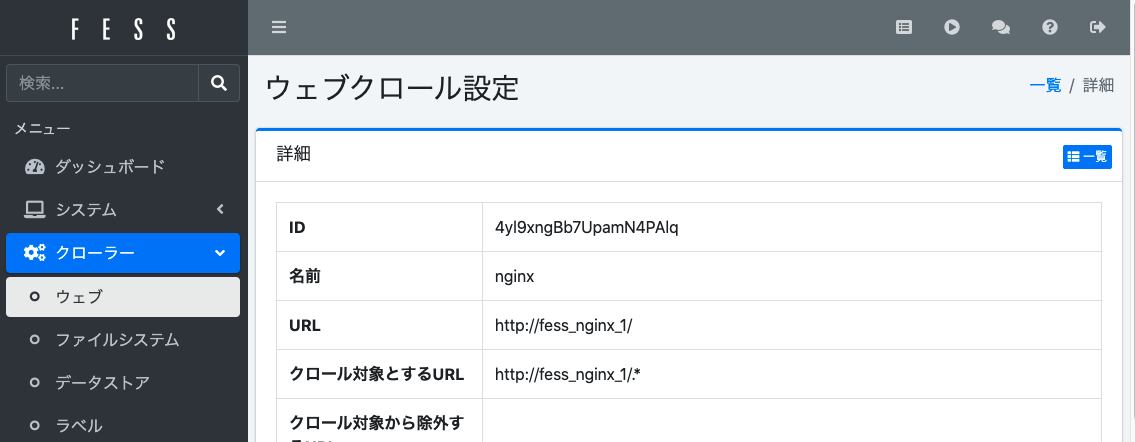 FESS
検索...
メニュー
ダッシュボード
システム
クローラー
ウェブ
ファイルシステム
データストア
ラベル
ウェブクロール設定
一覧 / 詳細
詳細
一覧
ID 4yl9xngBb7UpamN4PAlq
名前 nginx
URL http://fess_nginx_1/
クロール対象とするURL http://fess_nginx_1/.*
クロール対象から除外す